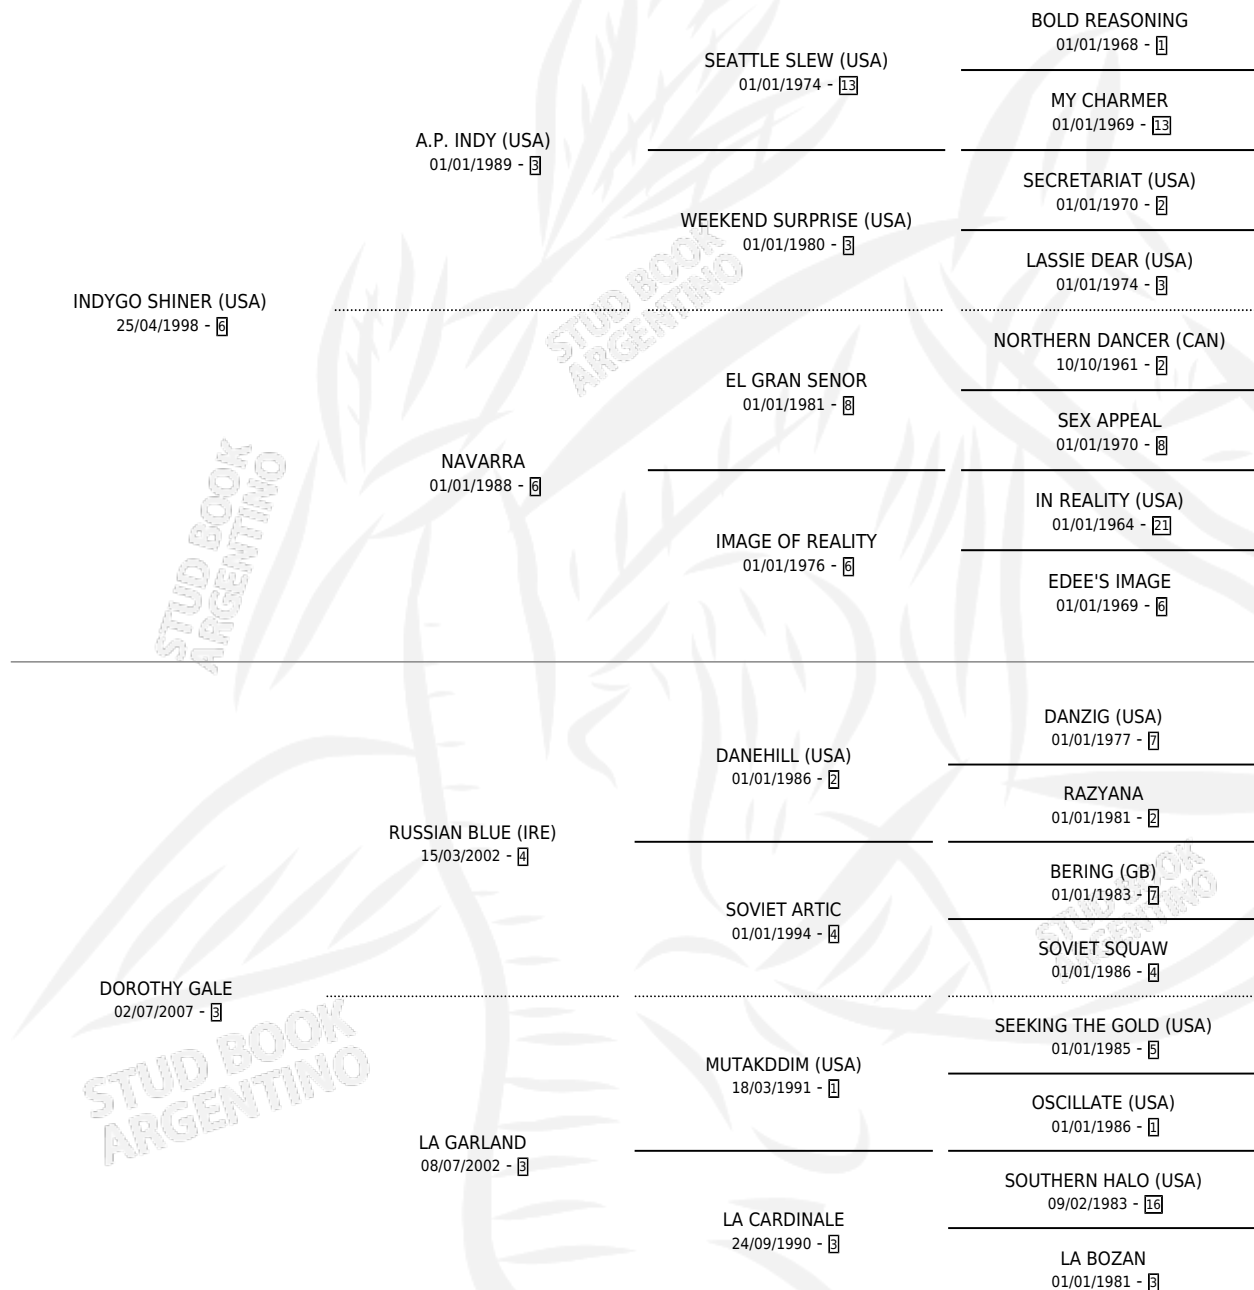 BOLD REASONING
01/01/1968 - 1
SEATTLE SLEW (USA)
01/01/1974 - 13
MY CHARMER
01/01/1969 - 13
A.P. INDY (USA)
01/01/1989 - 3
SECRETARIAT (USA)
01/01/1970 - 2
WEEKEND SURPRISE (USA)
01/01/1980 - 3
LASSIE DEAR (USA)
01/01/1974 - 3
INDYGO SHINER (USA)
25/04/1998 - 6
NORTHERN DANCER (CAN)
10/10/1961 - 2
EL GRAN SENOR
01/01/1981 - 8
SEX APPEAL
01/01/1970 - 8
NAVARRA
01/01/1988 - 6
IN REALITY (USA)
01/01/1964 - 21
IMAGE OF REALITY
01/01/1976 - 6
EDEE'S IMAGE
01/01/1969 - 6
DANZIG (USA)
01/01/1977 - 7
DANEHILL (USA)
01/01/1986 - 2
RAZYANA
01/01/1981 - 2
RUSSIAN BLUE (IRE)
15/03/2002 - 4
BERING (GB)
01/01/1983 - 7
SOVIET ARTIC
01/01/1994 - 4
SOVIET SQUAW
01/01/1986 - 4
DOROTHY GALE
02/07/2007 - 3
SEEKING THE GOLD (USA)
01/01/1985 - 5
MUTAKDDIM (USA)
18/03/1991 - 1
OSCILLATE (USA)
01/01/1986 - 1
LA GARLAND
08/07/2002 - 3
SOUTHERN HALO (USA)
09/02/1983 - 16
LA CARDINALE
24/09/1990 - 3
LA BOZAN
01/01/1981 - 3
STUD BOOK
ARGENTINO
STUD BOOK
ARGENTINO
STUD BOOK
ARGENTINO
STUD BOOK
ARGENTINO